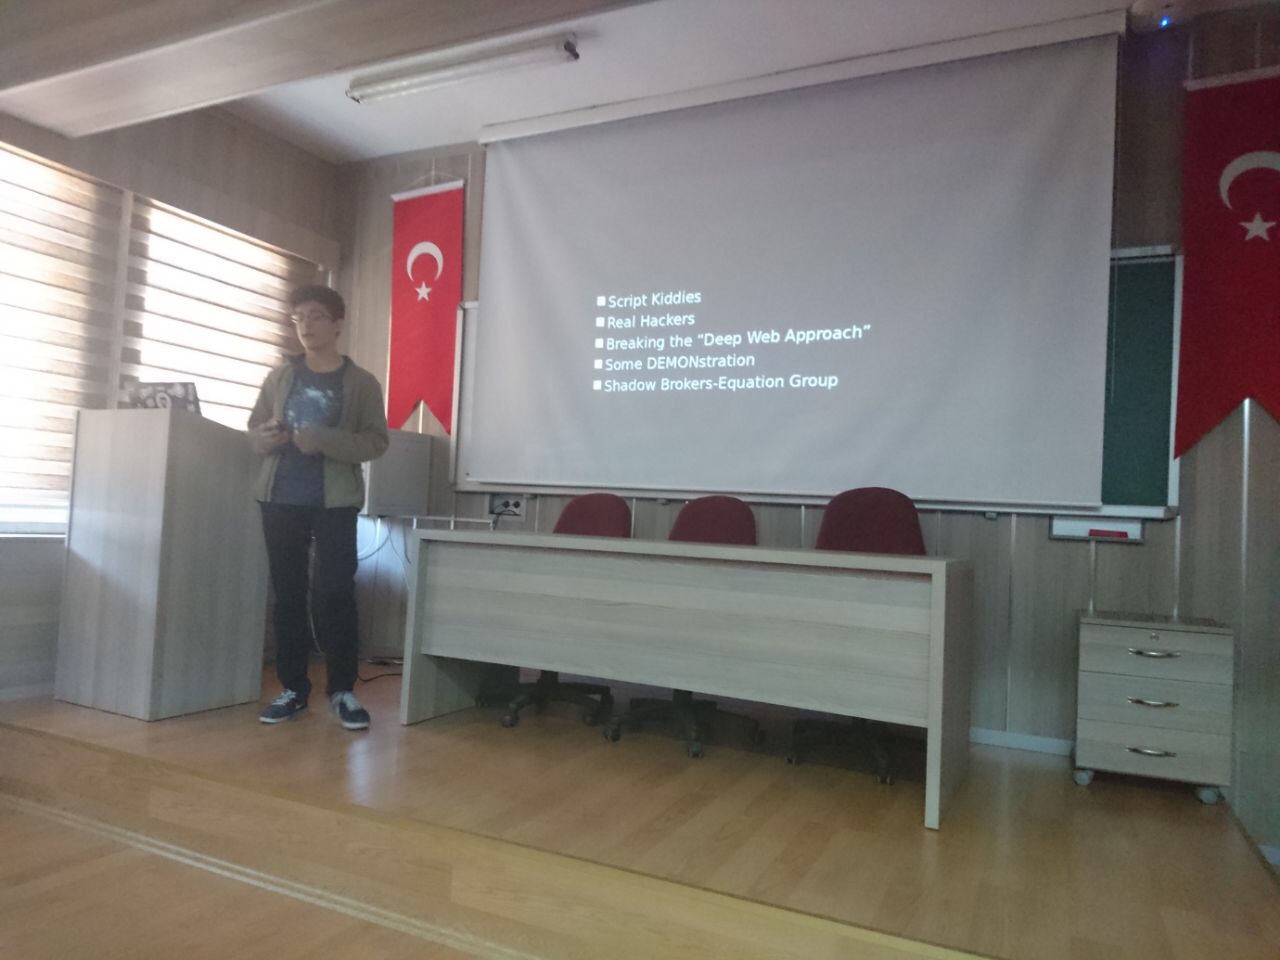 Script Kiddies
Real Hackers
Breaking the "Deep Web Approach"
Some DEMONstration
Shadow Brokers-Equation Group